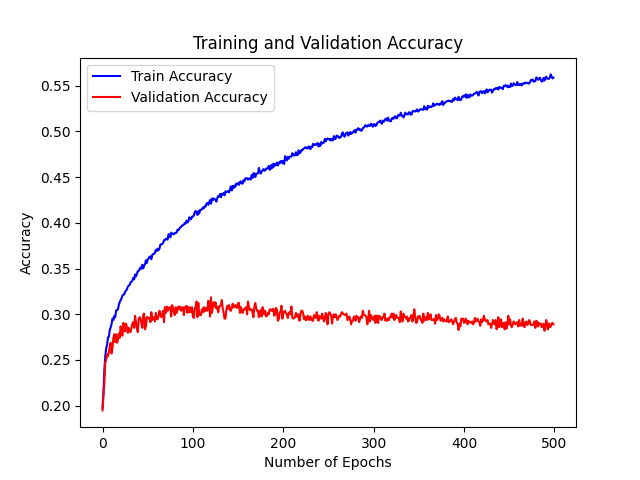 Training and Validation Accuracy
Train Accuracy
Validation Accuracy
Accuracy
0.55
0.50
0.45
0.40
0.35
0.30
0.25
0.20
0 100 200 300 400 500
Number of Epochs